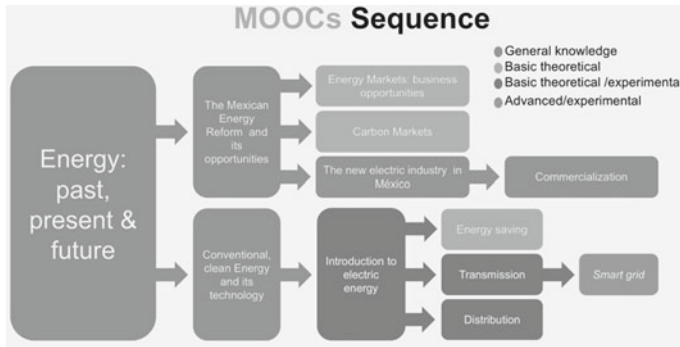 MOOCs Sequence
General knowledge
Basic theoretical
Basic theoretical /experimenta
Advanced/experimental
Energy:
past,
present &
future
The Mexican
Energy
Reform and
its
opportunities
Energy Markets: business
opportunities
Carbon Markets
The new electric industry in
México
Commercialization
Conventional,
clean Energy
and its
technology
Introduction to
electric
energy
Energy saving
Transmission
Smart grid
Distribution